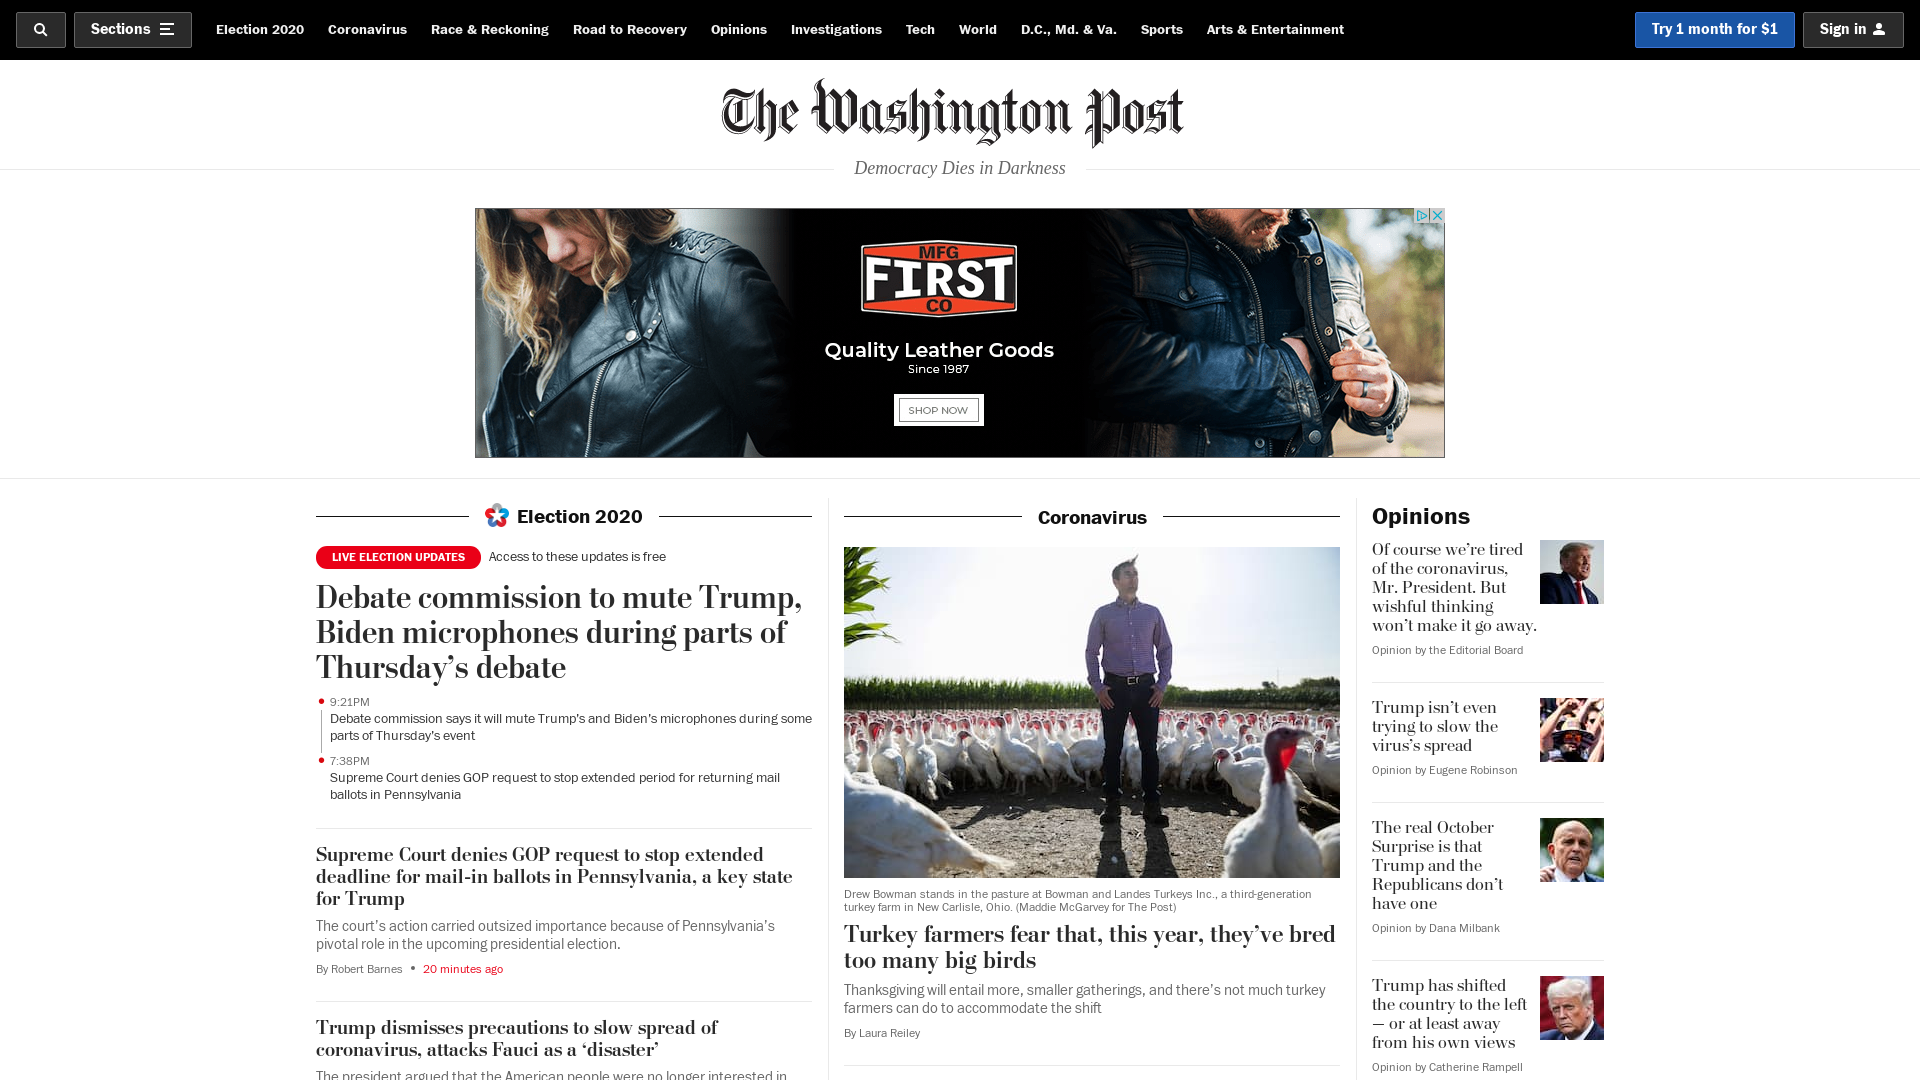 Sections
Election 2020
Coronavirus
Race & Reckoning
Road to Recovery
Opinions
Investigations
Tech
World
D.C., Md. & Va.
Sports
Arts & Entertainment
Try 1 month for $1
Sign in
The Washington Post
Democracy Dies in Darkness
MFG
FIRST
CO
Quality Leather Goods
Since 1987
SHOP NOW
Election 2020
LIVE ELECTION UPDATES Access to these updates is free
Debate commission to mute Trump,
Biden microphones during parts of
Thursday’s debate
9:21PM
Debate commission says it will mute Trump’s and Biden’s microphones during some
parts of Thursday’s event
7:38PM
Supreme Court denies GOP request to stop extended period for returning mail
ballots in Pennsylvania
Supreme Court denies GOP request to stop extended
deadline for mail-in ballots in Pennsylvania, a key state
for Trump
The court’s action carried outsized importance because of Pennsylvania’s
pivotal role in the upcoming presidential election.
By Robert Barnes • 20 minutes ago
Trump dismisses precautions to slow spread of
coronavirus, attacks Fauci as a ‘disaster’
The president argued that the American people were no longer interested in
Coronavirus
Drew Bowman stands in the pasture at Bowman and Landes Turkeys Inc., a third-generation
turkey farm in New Carlisle, Ohio. (Maddie McGarvey for The Post)
Turkey farmers fear that, this year, they’ve bred
too many big birds
Thanksgiving will entail more, smaller gatherings, and there’s not much turkey
farmers can do to accommodate the shift
By Laura Reiley
Opinions
Of course we’re tired
of the coronavirus,
Mr. President. But
wishful thinking
won’t make it go away.
Opinion by the Editorial Board
Trump isn’t even
trying to slow the
virus’s spread
Opinion by Eugene Robinson
The real October
Surprise is that
Trump and the
Republicans don’t
have one
Opinion by Dana Milbank
Trump has shifted
the country to the left
— or at least away
from his own views
Opinion by Catherine Rampell